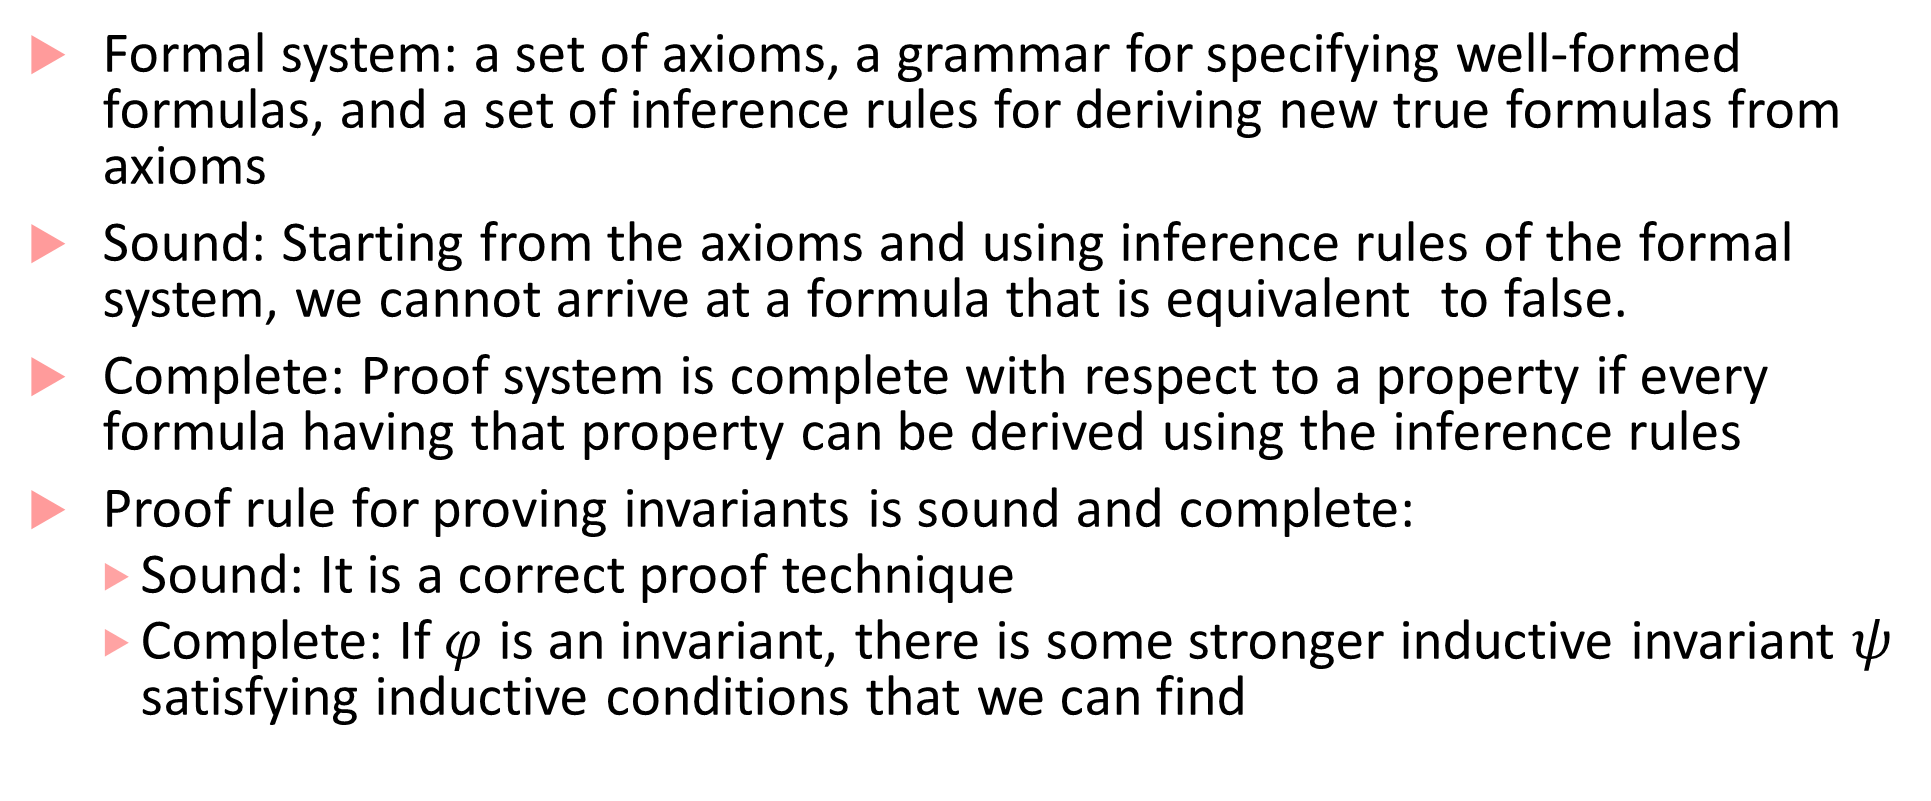 Formal system: a set of axioms, a grammar for specifying well-formed
formulas, and a set of inference rules for deriving new true formulas from
axioms
Sound: Starting from the axioms and using inference rules of the formal
system, we cannot arrive at a formula that is equivalent  to false.
Complete: Proof system is complete with respect to a property if every
formula having that property can be derived using the inference rules
Proof rule for proving invariants is sound and complete:
Sound: It is a correct proof technique
Complete: If 𝜑 is an invariant, there is some stronger inductive invariant 𝜓
satisfying inductive conditions that we can find